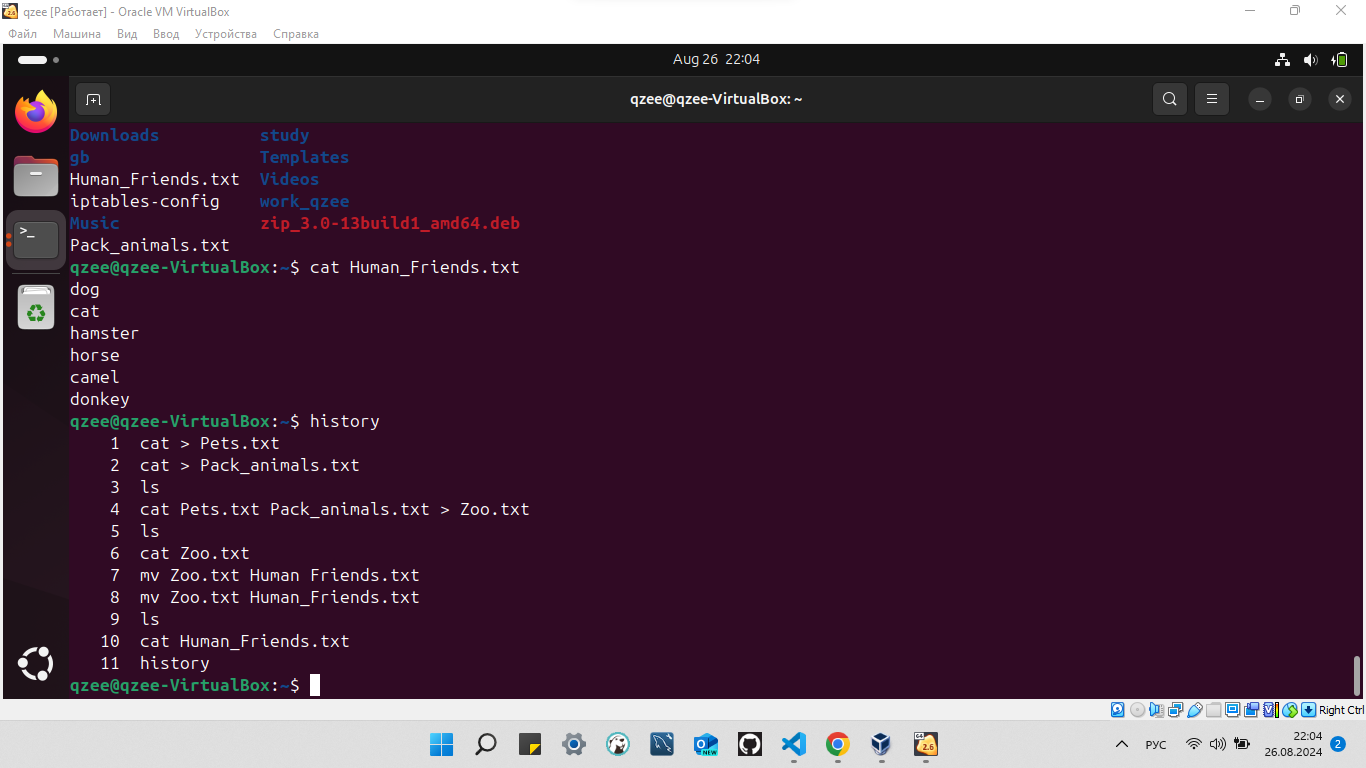 qzee [Работает] - Oracle VM VirtualBox
Файл Машина Вид Ввод Устройства Справка
Aug 26 22:04
qzee@qzee-VirtualBox: ~
Downloads study
gb Templates
Human_Friends.txt Videos
iptables-config work_qzee
Music zip_3.0-13build1_amd64.deb
Pack_animals.txt
qzee@qzee-VirtualBox:~$ cat Human_Friends.txt
dog
cat
hamster
horse
camel
donkey
qzee@qzee-VirtualBox:~$ history
1 cat > Pets.txt
2 cat > Pack_animals.txt
3 ls
4 cat Pets.txt Pack_animals.txt > Zoo.txt
5 ls
6 cat Zoo.txt
7 mv Zoo.txt Human Friends.txt
8 mv Zoo.txt Human_Friends.txt
9 ls
10 cat Human_Friends.txt
11 history
qzee@qzee-VirtualBox:~$
Right Ctrl
NEW
64
2.6
РУС
22:04
26.08.2024
2